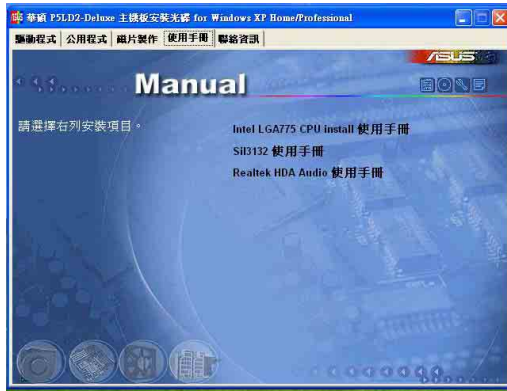 華碩 P5LD2-Deluxe 主機板安裝光碟 for Windows XP Home/Professional
驅動程式 公用程式 磁片製作 使用手冊 聯絡資訊
ASUS
Manual
請選擇右列安裝項目。
Intel LGA775 CPU install 使用手冊
SiI3132 使用手冊
Realtek HDA Audio 使用手冊